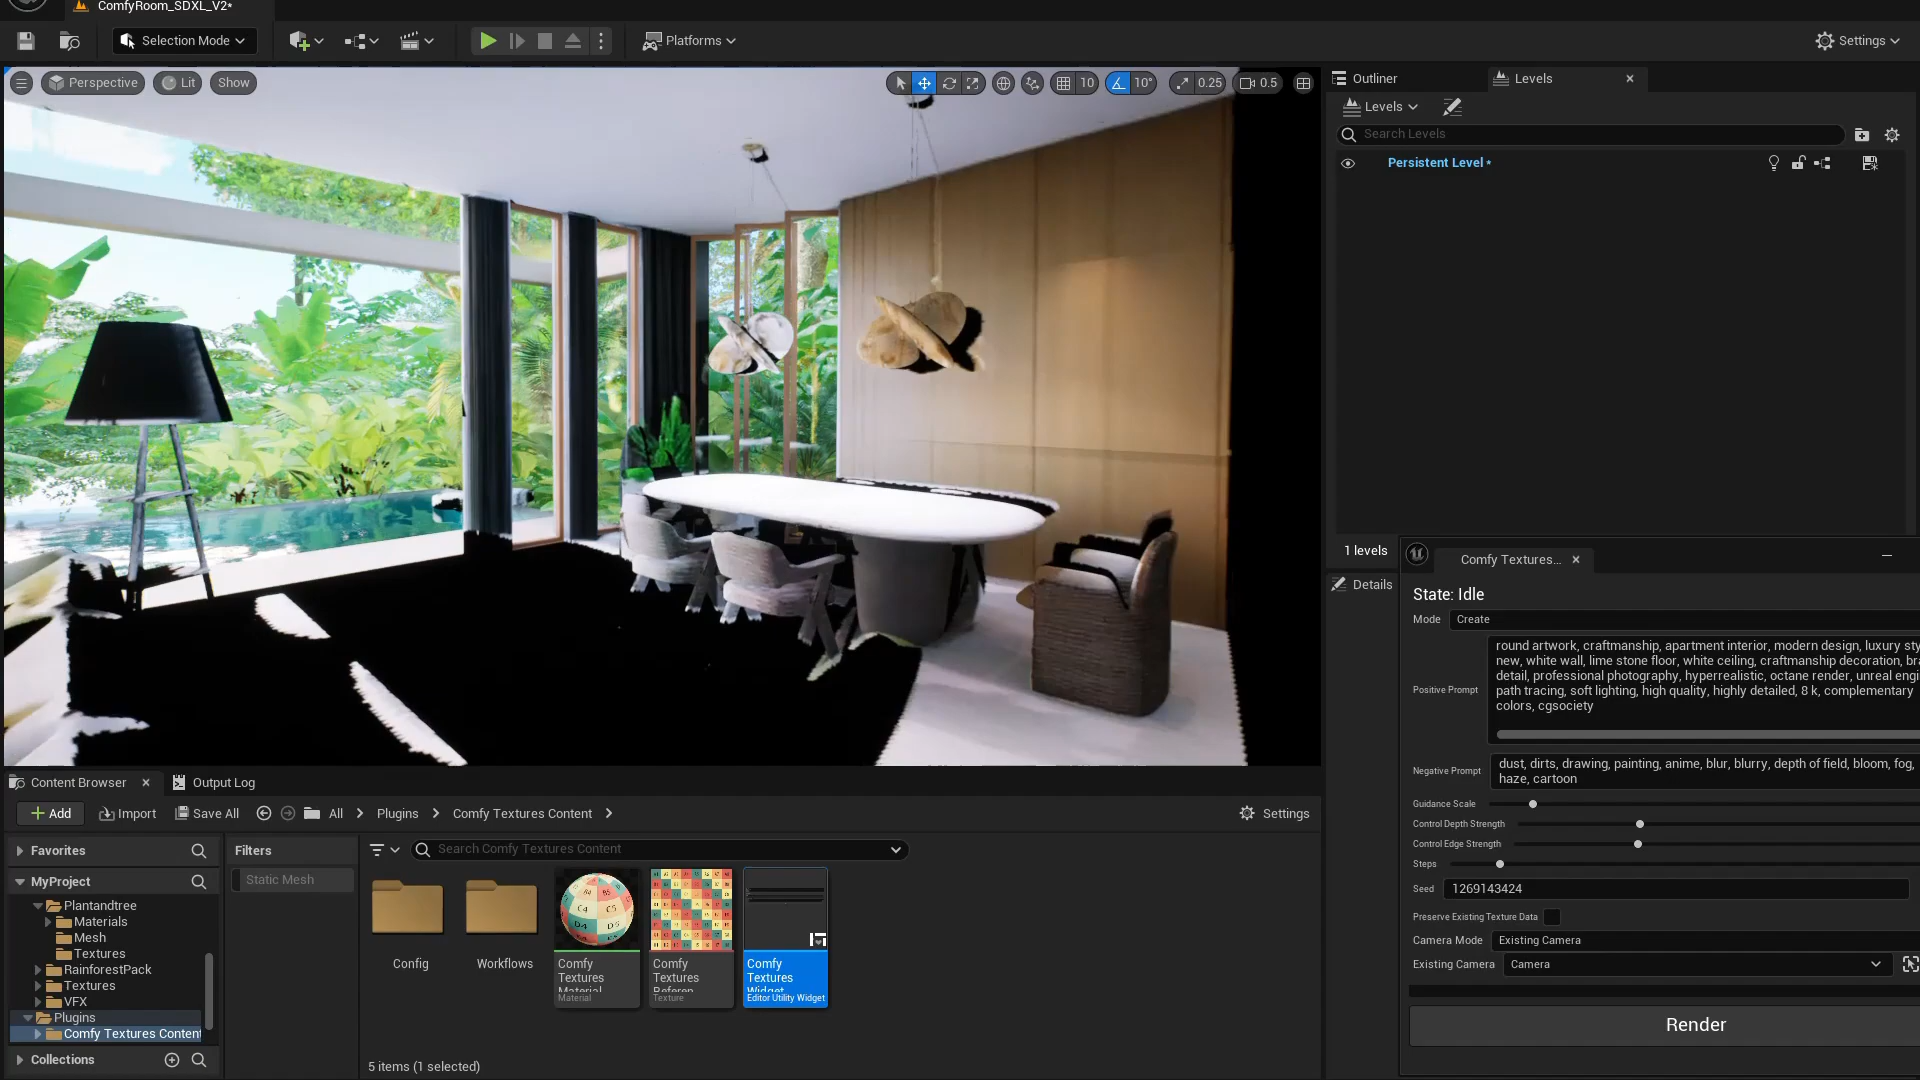 ComfyRoom_SDXL_V2*
Selection Mode
Platforms
Settings
Perspective
Lit
Show
10
10°
0.25
0.5
Outliner
Levels
Levels
Search Levels
Persistent Level *
1 levels
Details
Comfy Textures...
State: Idle
Mode
Create
Positive Prompt
round artwork, craftmanship, apartment interior, modern design, luxury sty
new, white wall, lime stone floor, white ceiling, craftmanship decoration, bra
detail, professional photography, hyperrealistic, octane render, unreal engi
path tracing, soft lighting, high quality, highly detailed, 8 k, complementary
colors, cgsociety
Negative Prompt
dust, dirts, drawing, painting, anime, blur, blurry, depth of field, bloom, fog,
haze, cartoon
Guidance Scale
Control Depth Strength
Control Edge Strength
Steps
Seed
1269143424
Preserve Existing Texture Data
Camera Mode
Existing Camera
Existing Camera
Camera
Render
Content Browser
Output Log
Add
Import
Save All
All
Plugins
Comfy Textures Content
Settings
Favorites
MyProject
Plantandtree
Materials
Mesh
Textures
RainforestPack
Textures
VFX
Plugins
Comfy Textures Content
Collections
Filters
Static Mesh
Search Comfy Textures Content
Config
Workflows
Comfy
Textures
Material
Material
Comfy
Textures
Referen
Texture
Comfy
Textures
Widget
Editor Utility Widget
5 items (1 selected)